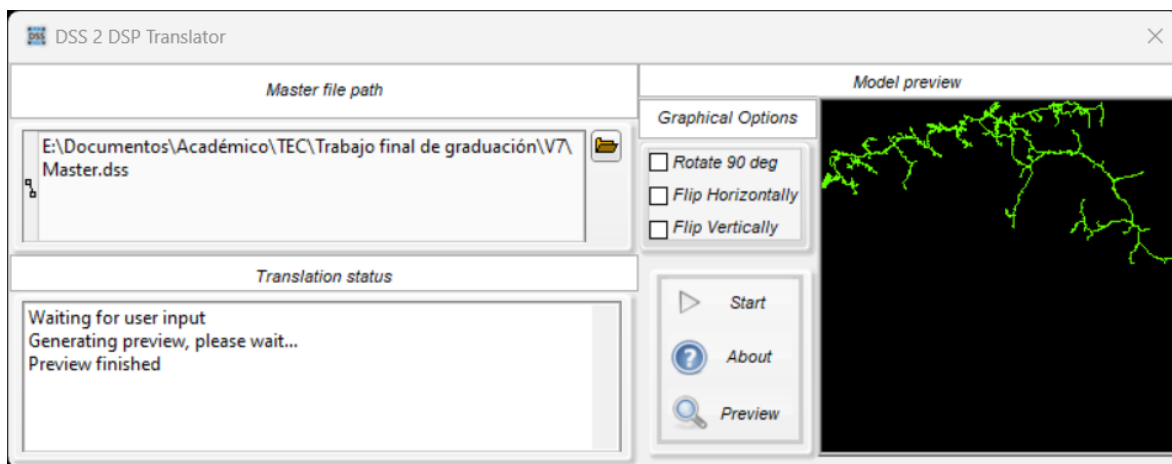 DSS DSS 2 DSP Translator
Master file path
E:\Documentos\Académico\TEC\Trabajo final de graduación\V7\
Master.dss
Translation status
Waiting for user input
Generating preview, please wait...
Preview finished
Model preview
Graphical Options
Rotate 90 deg
Flip Horizontally
Flip Vertically
Start
? About
Preview